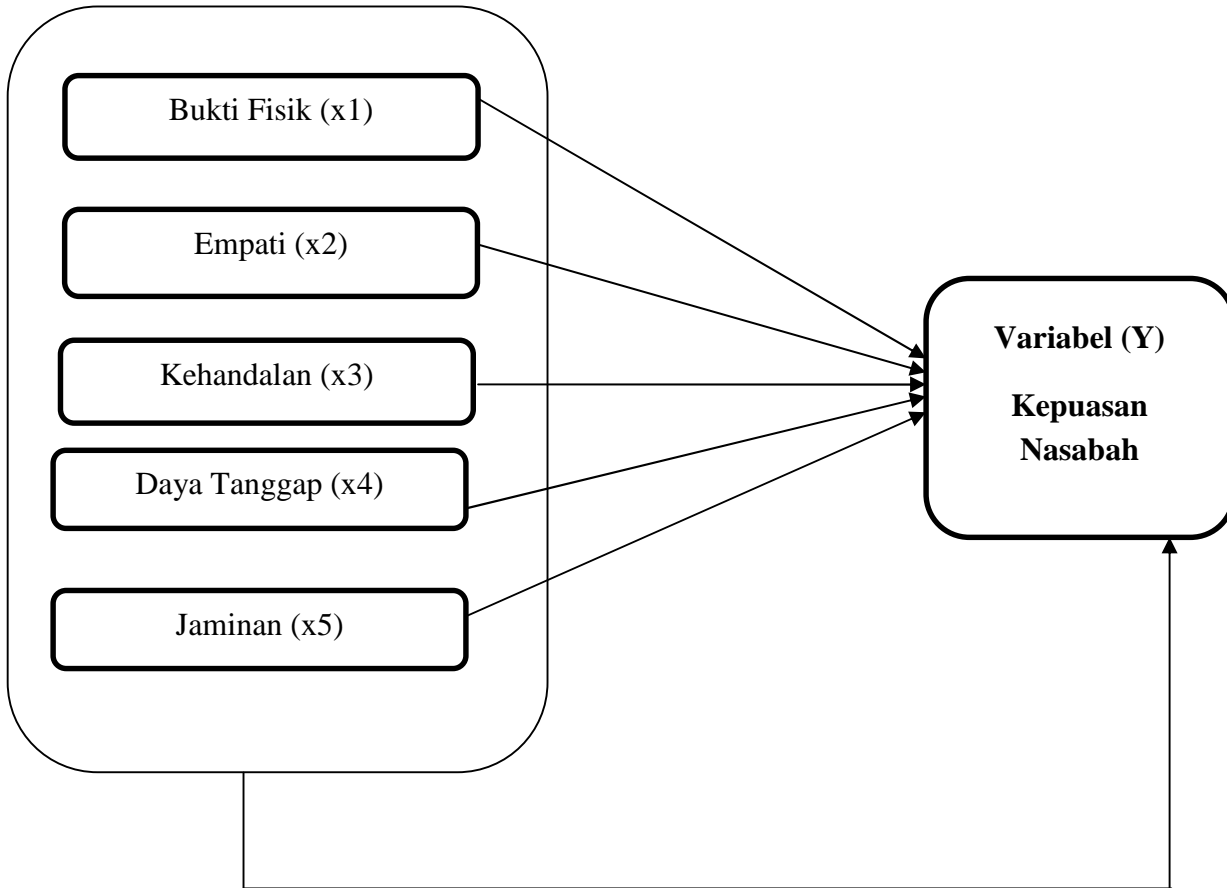 Bukti Fisik (x1)
Empati (x2)
Kehandalan (x3)
Daya Tanggap (x4)
Jaminan (x5)
Variabel (Y)
Kepuasan
Nasabah